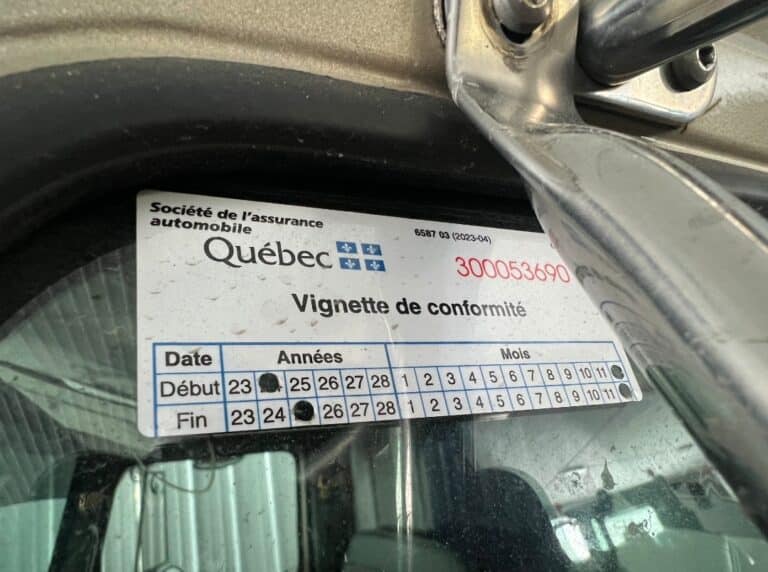 Société de l'assurance
automobile
Québec
6587 03 (2023-04)
300053690
Vignette de conformité
Date Années Mois
Début 23 25 26 27 28 1 2 3 4 5 6 7 8 9 10 11
Fin 23 24 26 27 28 1 2 3 4 5 6 7 8 9 10 11